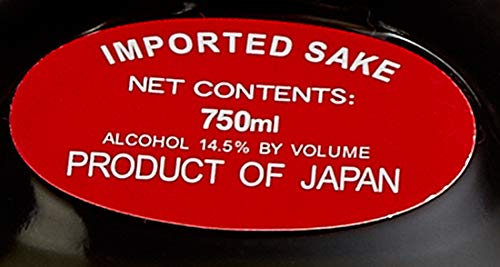 IMPORTED SAKE
NET CONTENTS:
750ml
ALCOHOL 14.5% BY VOLUME
PRODUCT OF JAPAN